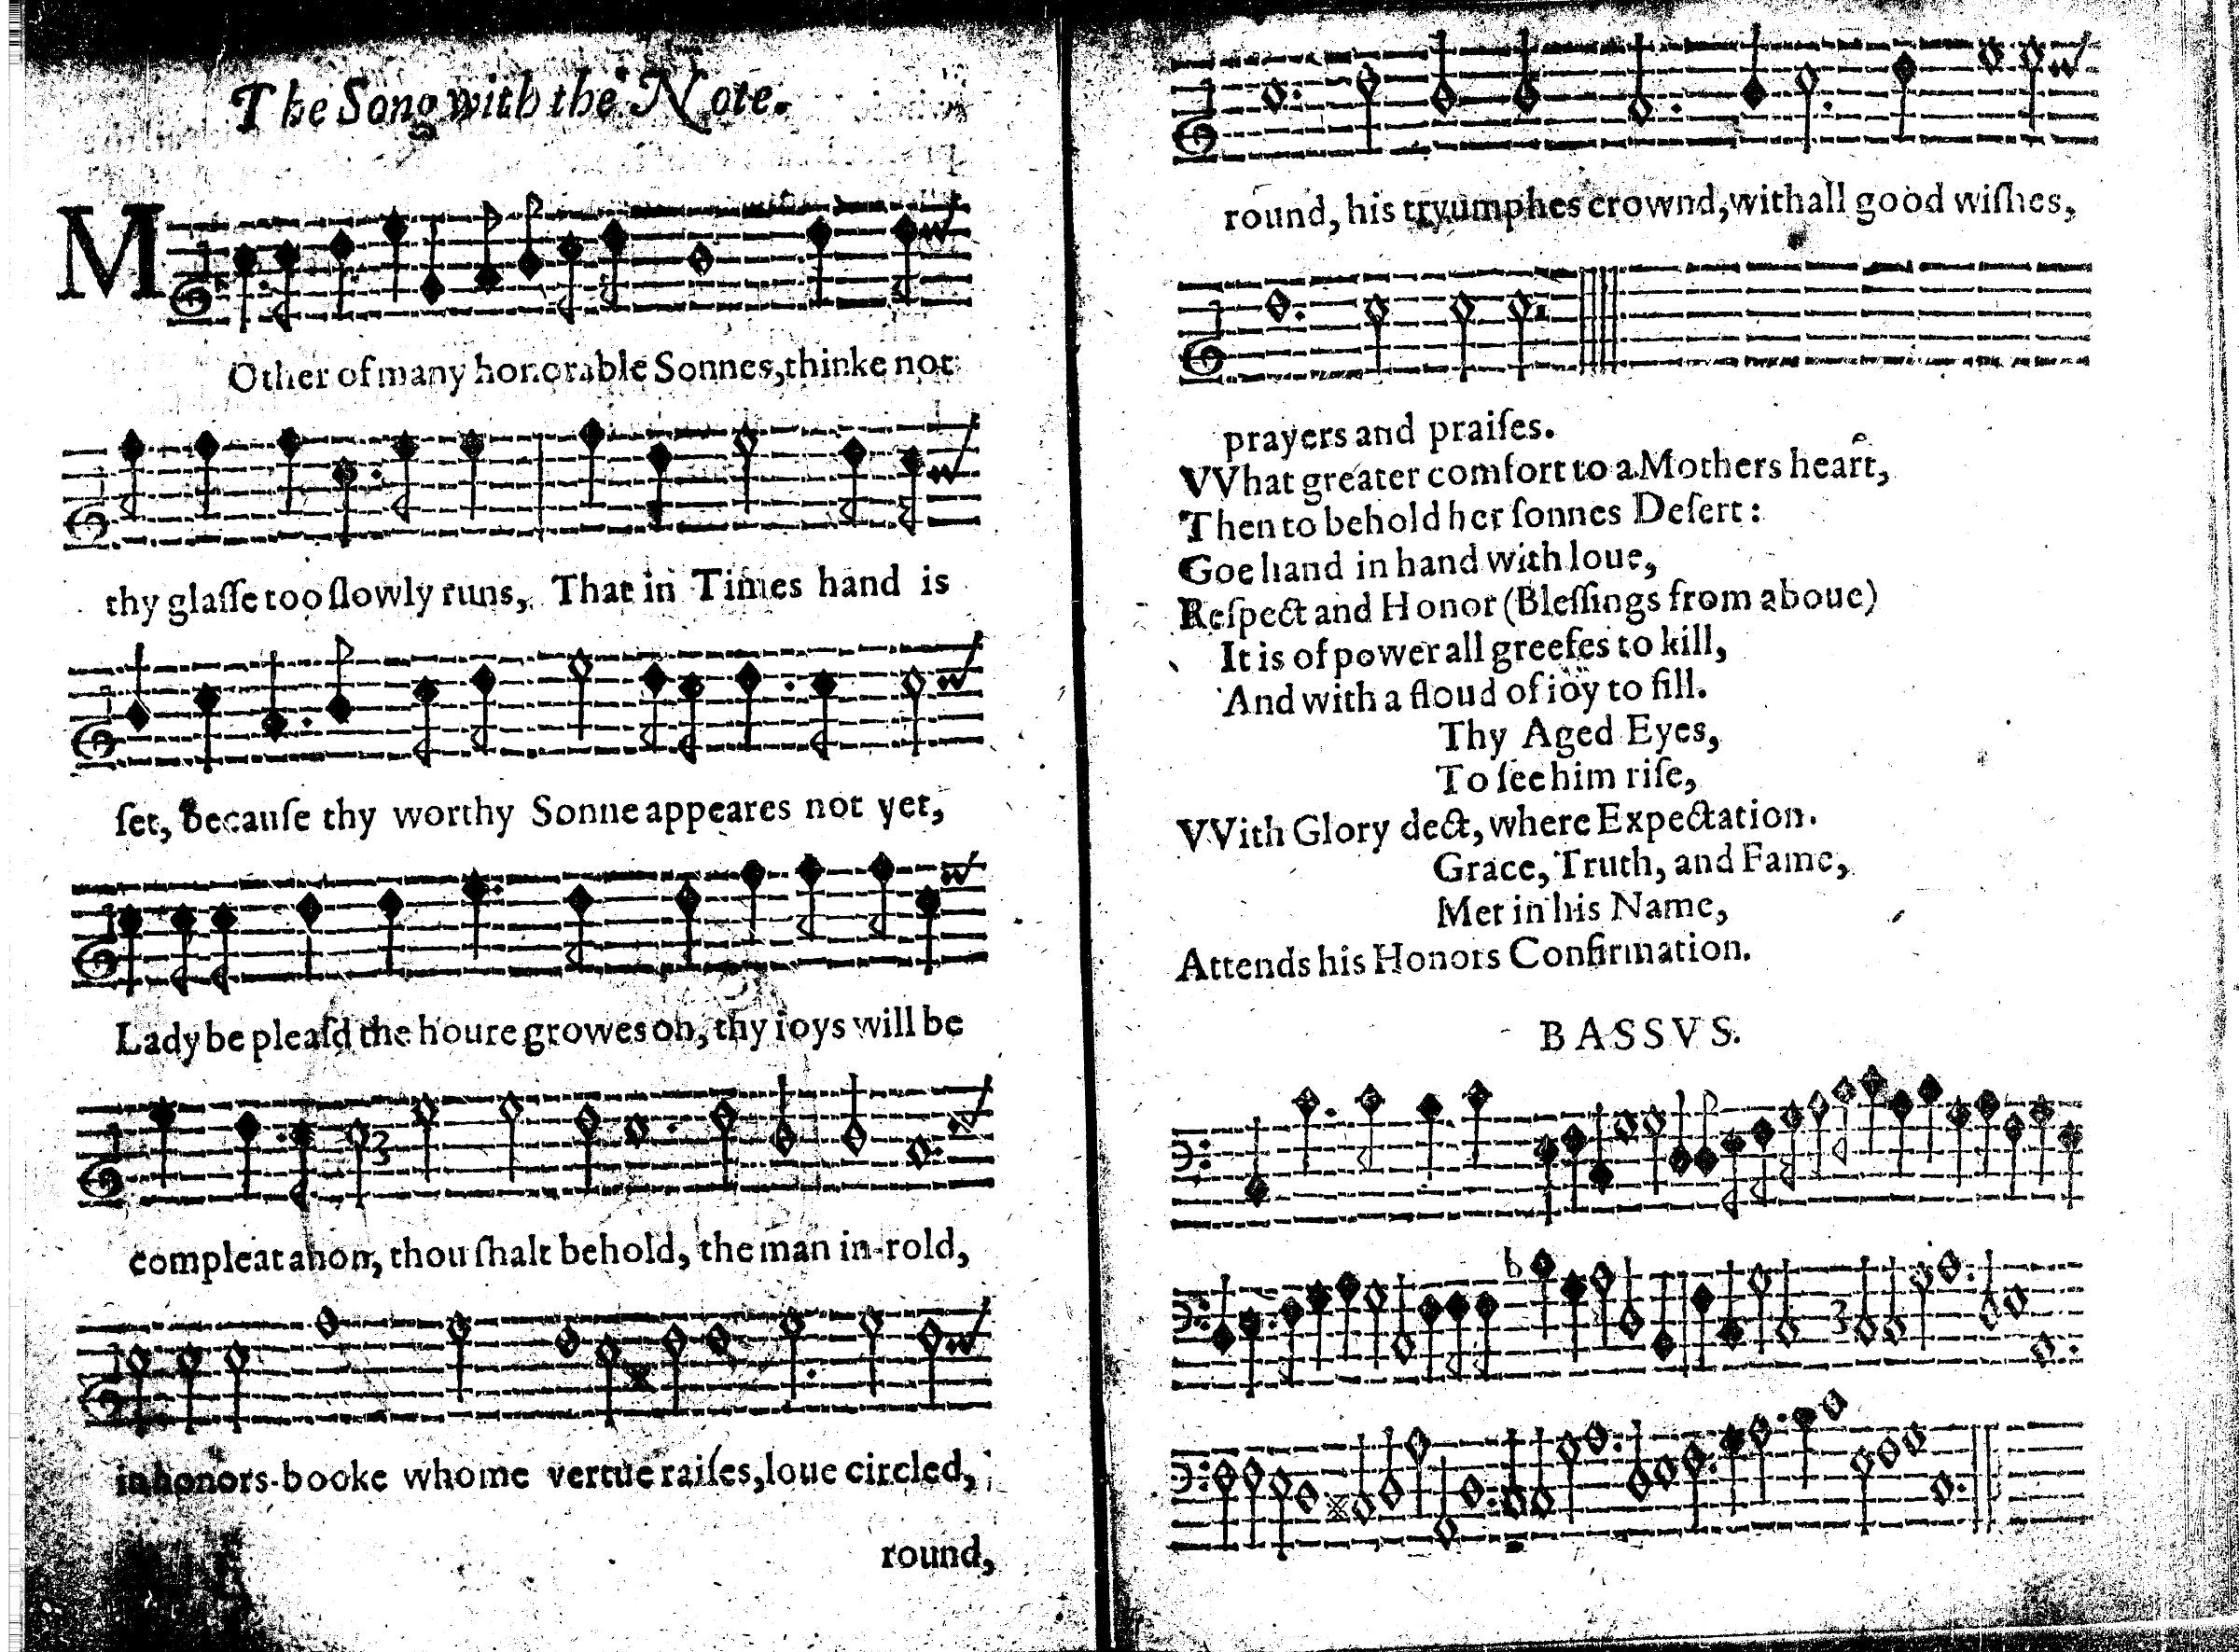 The Song with the Note.
MOther of many honorable Sonnes, thinke not
thy glaſſe too ſlowly runs, That in Times hand is
ſet, becauſe thy worthy Sonne appeares not yet,
Lady be pleaſd the houre growes on, thy ioys will be
compleat anon, thou ſhalt behold, the man in-rold,
in honors-booke whome vertue raiſes, loue circled,
round,
round, his tryumphes crownd, with all good wiſhes,
prayers and praiſes.
VVhat greater comfort to a Mothers heart,
Then to behold her ſonnes Deſert:
Goe hand in hand with loue,
Reſpect and Honor (Bleſſings from aboue)
It is of power all greefes to kill,
And with a floud of ioy to fill.
Thy Aged Eyes,
To ſee him riſe,
VVith Glory dect, where Expectation.
Grace, Truth, and Fame,
Met in his Name,
Attends his Honors Confirmation.
BASSVS.